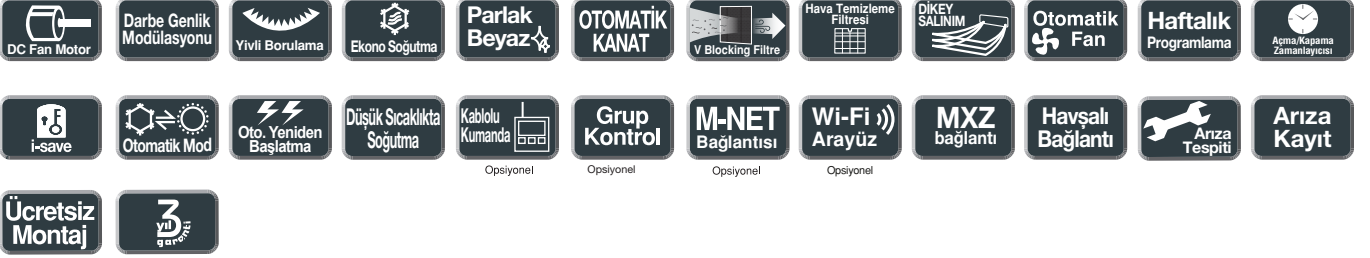 DC Fan Motor
Darbe Genlik
Modülasyonu
Yivli Borulama
Ekono Soğutma
Parlak
Beyaz
OTOMATİK
KANAT
V Blocking Filtre
Hava Temizleme
Filtresi
DİKEY
SALINIM
Otomatik
Fan
Haftalık
Programlama
Açma/Kapama
Zamanlayıcısı
i-save
Otomatik Mod
Oto. Yeniden
Başlatma
Düşük Sıcaklıkta
Soğutma
Kablolu
Kumanda
Opsiyonel
Grup
Kontrol
Opsiyonel
M-NET
Bağlantısı
Opsiyonel
Wi-Fi
Arayüz
Opsiyonel
MXZ
bağlantı
Havşalı
Bağlantı
Arıza
Tespiti
Arıza
Kayıt
Ücretsiz
Montaj
3
yıl
garanti